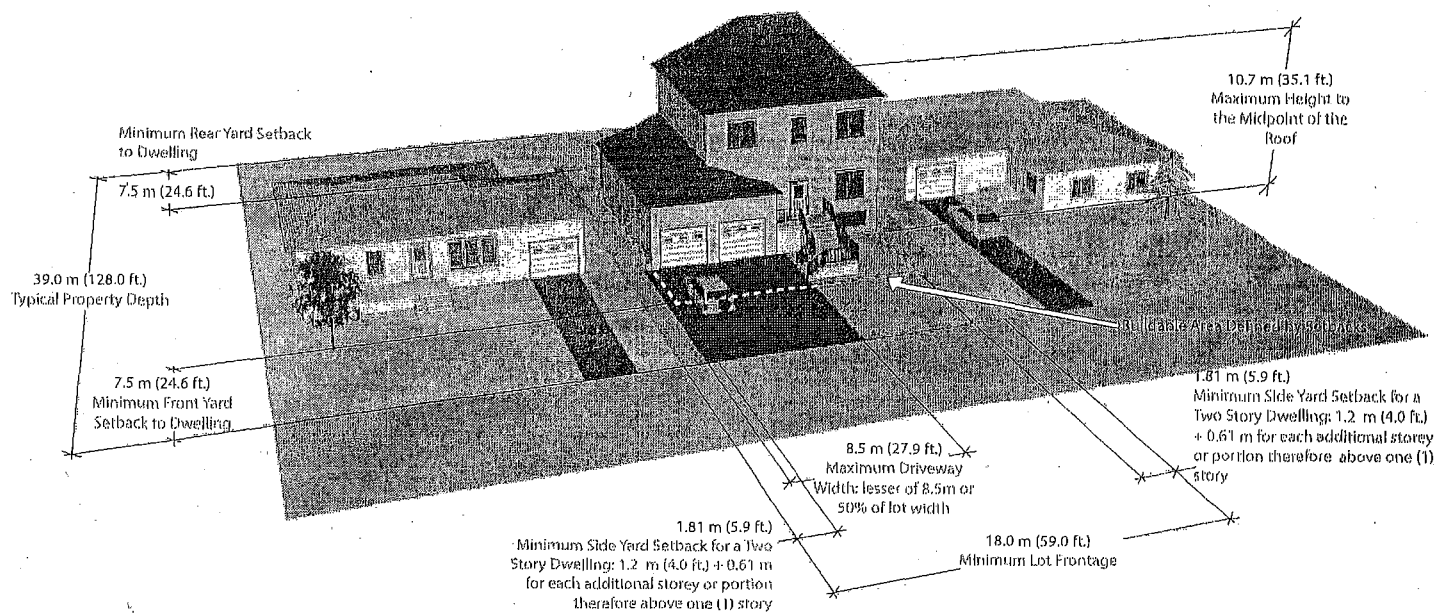 10.7 m (35.1 ft.)
Maximum Height to
the Midpoint of the
Roof
Minimum Rear Yard Setback
to Dwelling
7.5 m (24.6 ft.)
39.0 m (128.0 ft.)
Typical Property Depth
7.5 m (24.6 ft.)
Minimum Front Yard
Setback to Dwelling
Buildable Area Defined by Setbacks
1.81 m (5.9 ft.)
Minimum Side Yard Setback for a
Two Story Dwelling: 1.2 m (4.0 ft.)
+ 0.61 m for each additional storey
or portion therefore above one (1)
story
8.5 m (27.9 ft.)
Maximum Driveway
Width: lesser of 8.5m or
50% of lot width
18.0 m (59.0 ft.)
Minimum Lot Frontage
1.81 m (5.9 ft.)
Minimum Side Yard Setback for a Two
Story Dwelling: 1.2 m (4.0 ft.) + 0.61 m
for each additional storey or portion
therefore above one (1) story